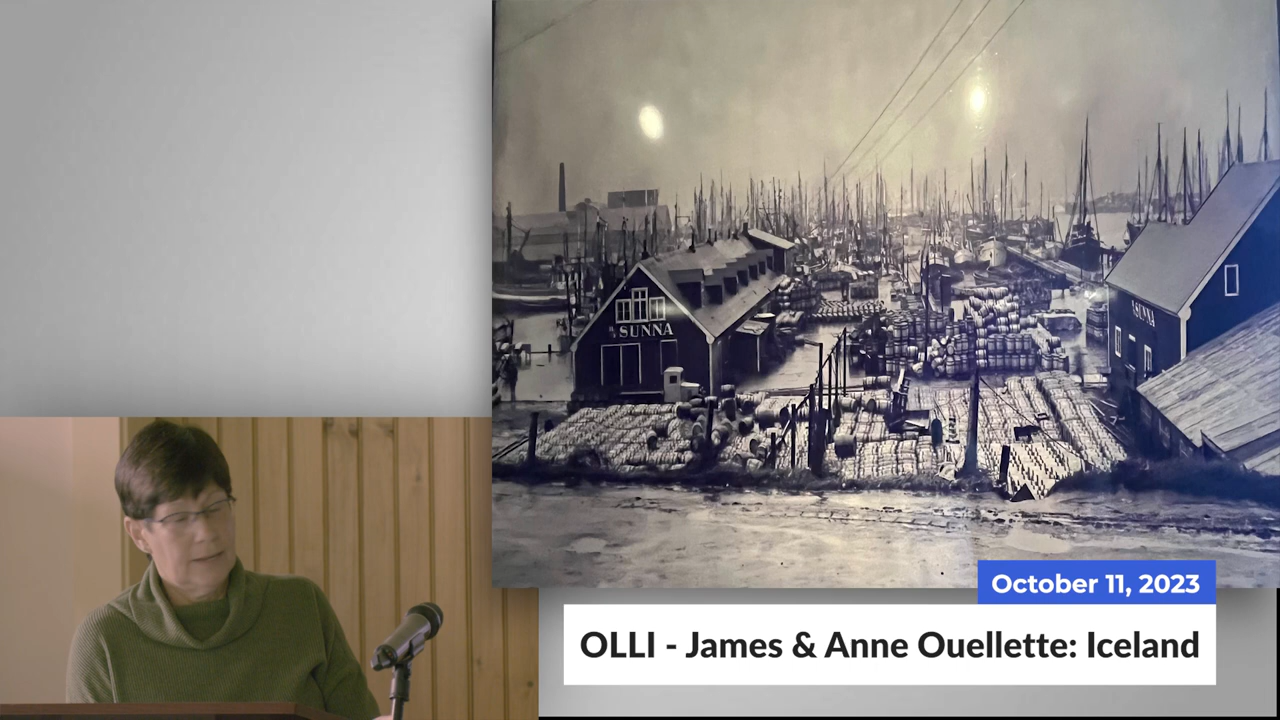 SUNNA
SUNNA
October 11, 2023
OLLI - James & Anne Ouellette: Iceland